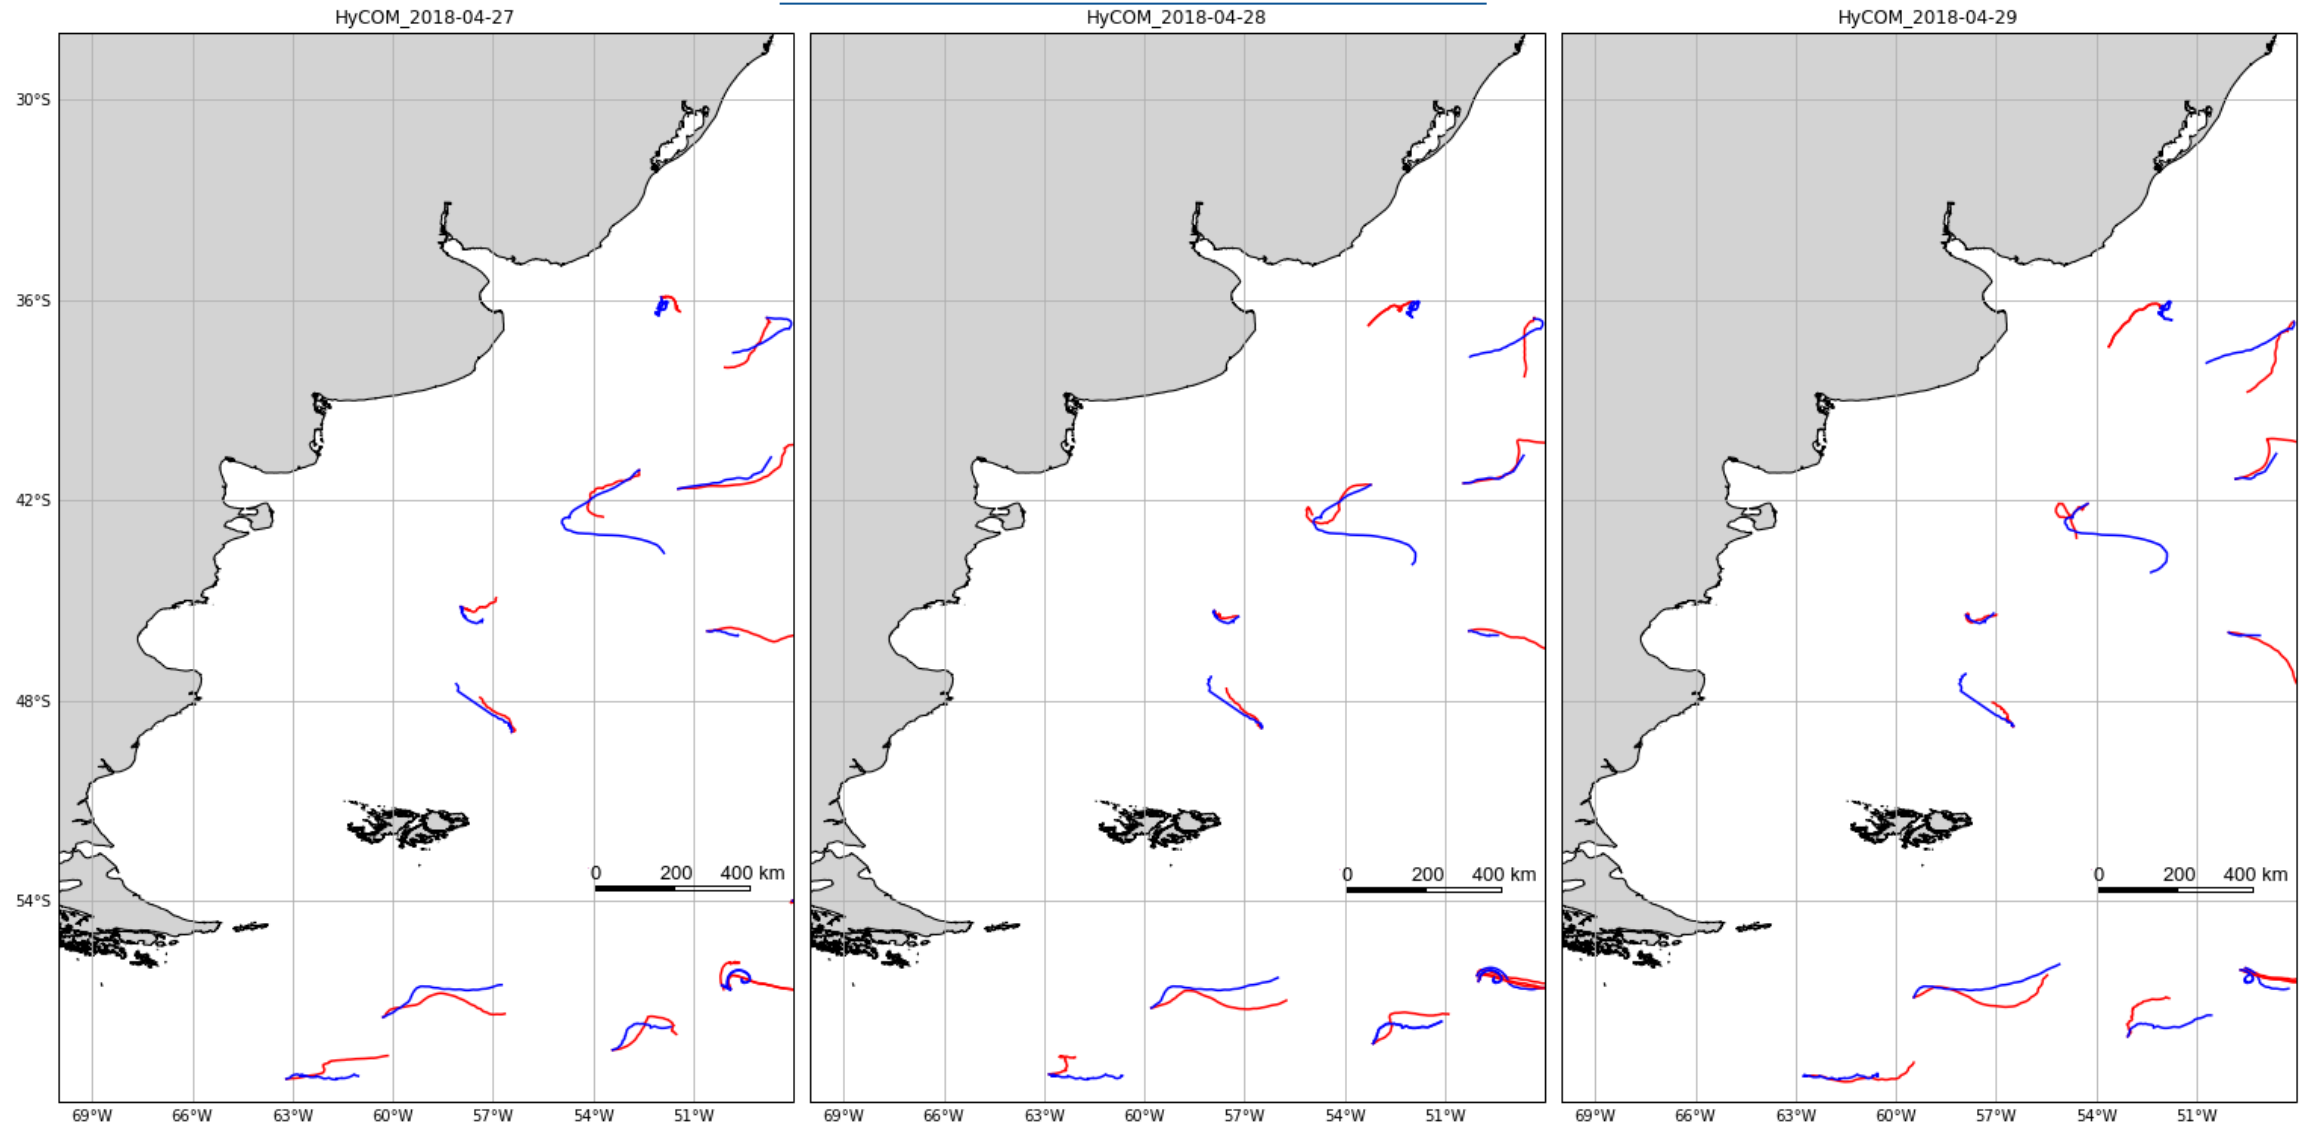 HyCOM_2018-04-27 HyCOM_2018-04-28 HyCOM_2018-04-29
30°S
36°S
42°S
48°S
0 200 400 km 0 200 400 km 0 200 400 km
54°S
69°W 66°W 63°W 60°W 57°W 54°W 51°W 69°W 66°W 63°W 60°W 57°W 54°W 51°W 69°W 66°W 63°W 60°W 57°W 54°W 51°W